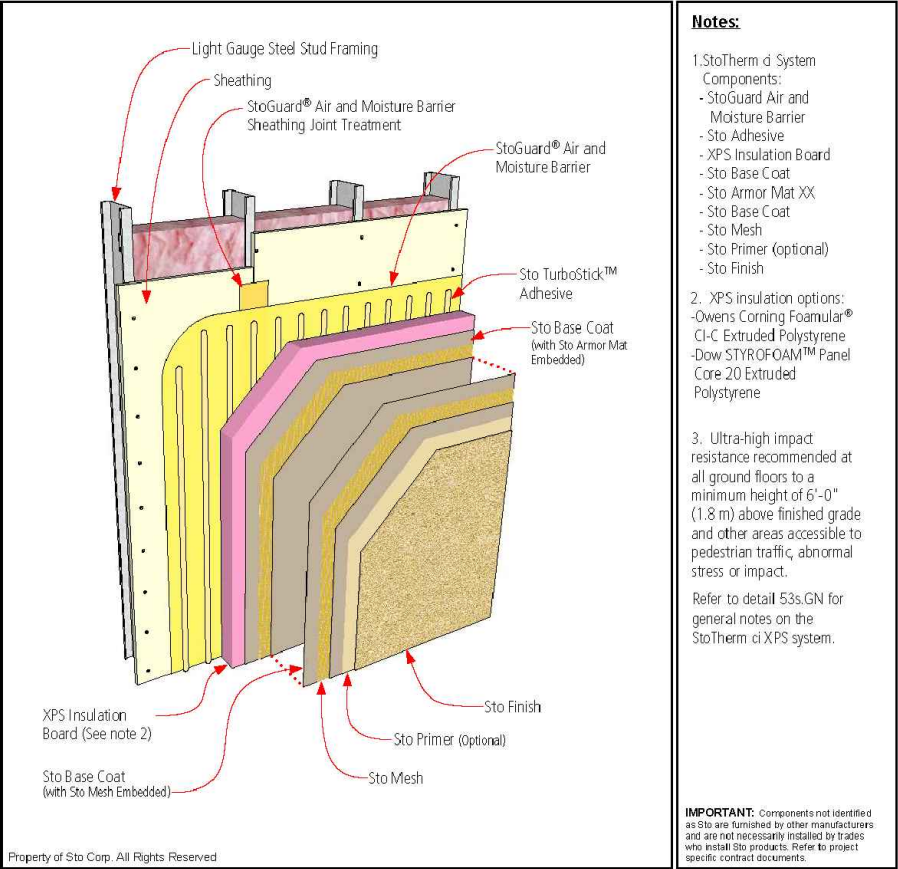 Light Gauge Steel Stud Framing
Sheathing
StoGuard® Air and Moisture Barrier
Sheathing Joint Treatment
StoGuard® Air and
Moisture Barrier
Sto TurboStick™
Adhesive
Sto Base Coat
(with Sto Armor Mat
Embedded)
XPS Insulation
Board (See note 2)
Sto Base Coat
(with Sto Mesh Embedded)
Sto Mesh
Sto Primer (Optional)
Sto Finish
Property of Sto Corp. All Rights Reserved
Notes:
1.StoTherm ci System
Components:
- StoGuard Air and
Moisture Barrier
- Sto Adhesive
- XPS Insulation Board
- Sto Base Coat
- Sto Armor Mat XX
- Sto Base Coat
- Sto Mesh
- Sto Primer (optional)
- Sto Finish
2. XPS insulation options:
-Owens Corning Foamular®
CI-C Extruded Polystyrene
-Dow STYROFOAM™ Panel
Core 20 Extruded
Polystyrene
3. Ultra-high impact
resistance recommended at
all ground floors to a
minimum height of 6'-0"
(1.8 m) above finished grade
and other areas accessible to
pedestrian traffic, abnormal
stress or impact.
Refer to detail 53s.GN for
general notes on the
StoTherm ci XPS system.
IMPORTANT: Components not identified
as Sto are furnished by other manufacturers
and are not necessarily installed by trades
who install Sto products. Refer to project
specific contract documents.